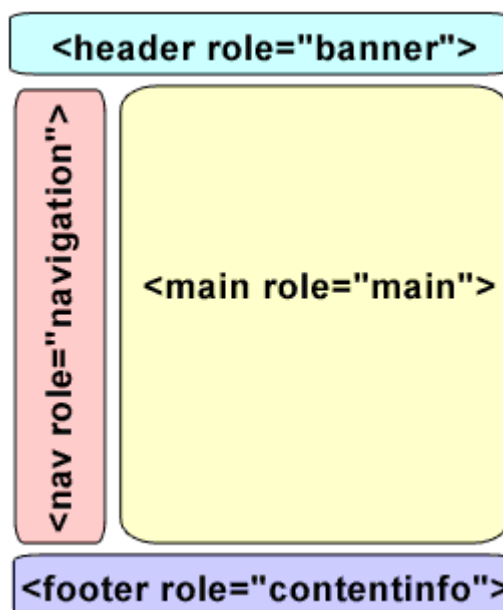 <header role="banner">
<nav role="navigation">
<main role="main">
<footer role="contentinfo">